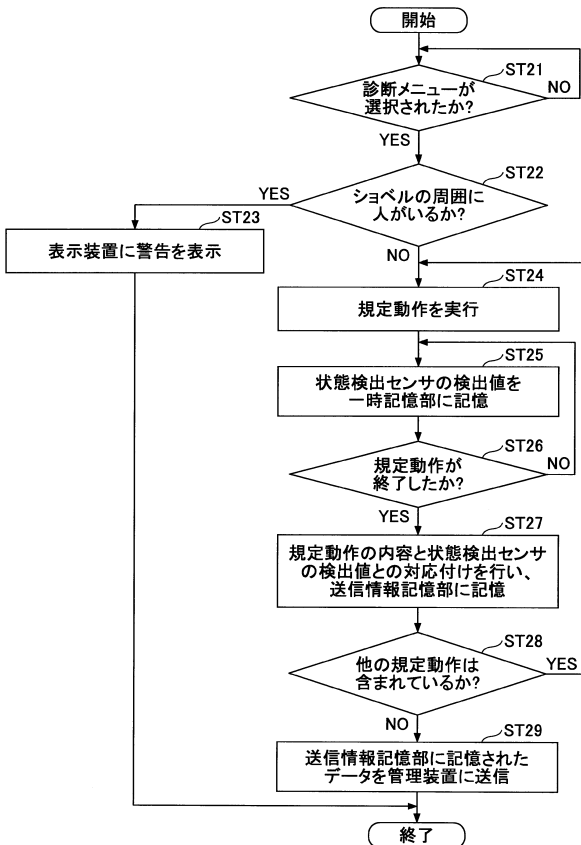 開始
ST21
診断メニューが
選択されたか?
NO
YES
ST22
ショベルの周囲に
人がいるか?
YES
NO
ST23
表示装置に警告を表示
ST24
規定動作を実行
ST25
状態検出センサの検出値を
一時記憶部に記憶
ST26
規定動作が
終了したか?
NO
YES
ST27
規定動作の内容と状態検出センサ
の検出値との対応付けを行い、
送信情報記憶部に記憶
ST28
他の規定動作は
含まれているか?
YES
NO
ST29
送信情報記憶部に記憶された
データを管理装置に送信
終了